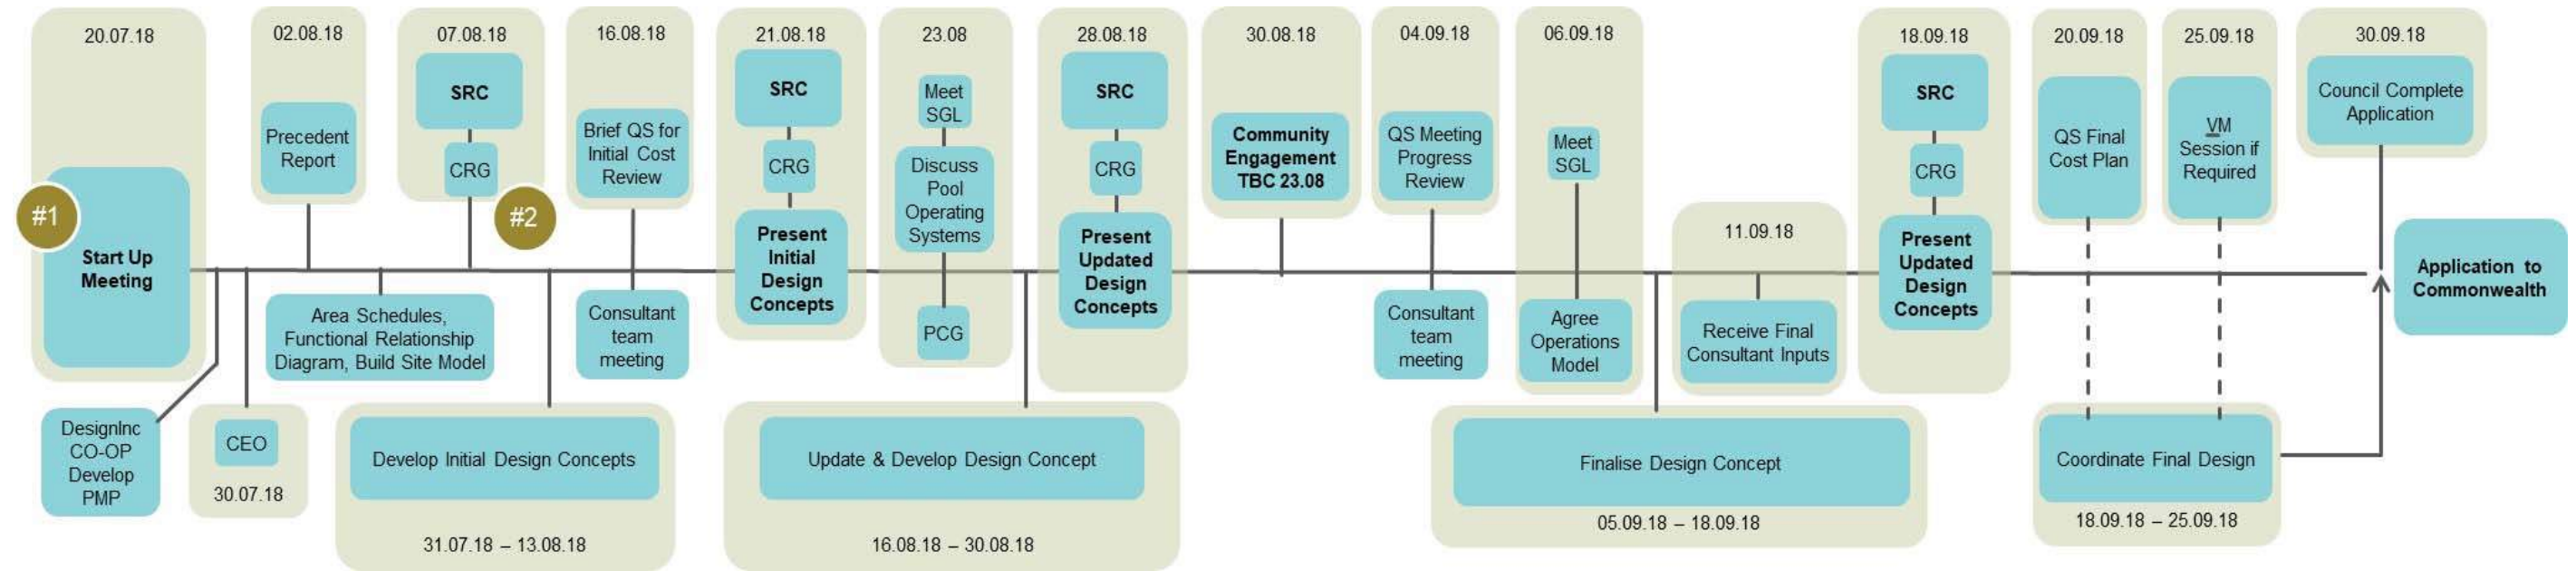 20.07.18
#1
Start Up
Meeting
DesignInc
CO-OP
Develop
PMP
CEO
30.07.18
02.08.18
Precedent
Report
Area Schedules,
Functional Relationship
Diagram, Build Site Model
07.08.18
SRC
CRG
#2
Develop Initial Design Concepts
31.07.18 – 13.08.18
16.08.18
Brief QS for
Initial Cost
Review
Consultant
team
meeting
21.08.18
SRC
CRG
Present
Initial
Design
Concepts
23.08
Meet
SGL
Discuss
Pool
Operating
Systems
PCG
Update & Develop Design Concept
16.08.18 – 30.08.18
28.08.18
SRC
CRG
Present
Updated
Design
Concepts
30.08.18
Community
Engagement
TBC 23.08
04.09.18
QS Meeting
Progress
Review
Consultant
team
meeting
06.09.18
Meet
SGL
Agree
Operations
Model
Finalise Design Concept
05.09.18 – 18.09.18
11.09.18
Receive Final
Consultant Inputs
18.09.18
SRC
CRG
Present
Updated
Design
Concepts
20.09.18
QS Final
Cost Plan
25.09.18
VM
Session if
Required
Coordinate Final Design
18.09.18 – 25.09.18
30.09.18
Council Complete
Application
Application to
Commonwealth